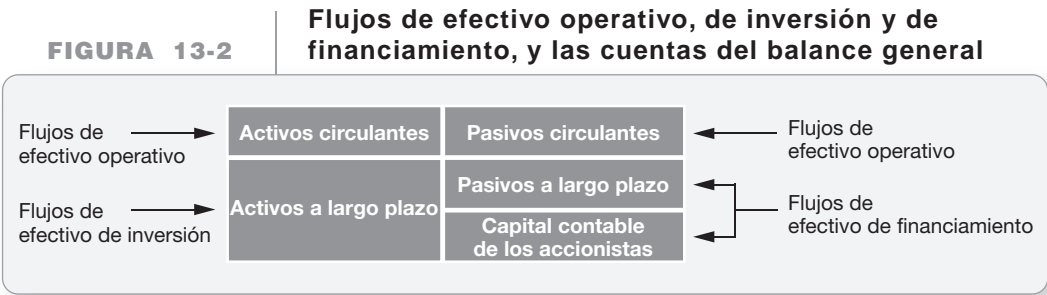 FIGURA 13-2
Flujos de efectivo operativo, de inversión y de
financiamiento, y las cuentas del balance general
Flujos de
efectivo operativo
Activos circulantes
Pasivos circulantes
Flujos de
efectivo operativo
Flujos de
efectivo de inversión
Activos a largo plazo
Pasivos a largo plazo
Capital contable
de los accionistas
Flujos de
efectivo de financiamiento